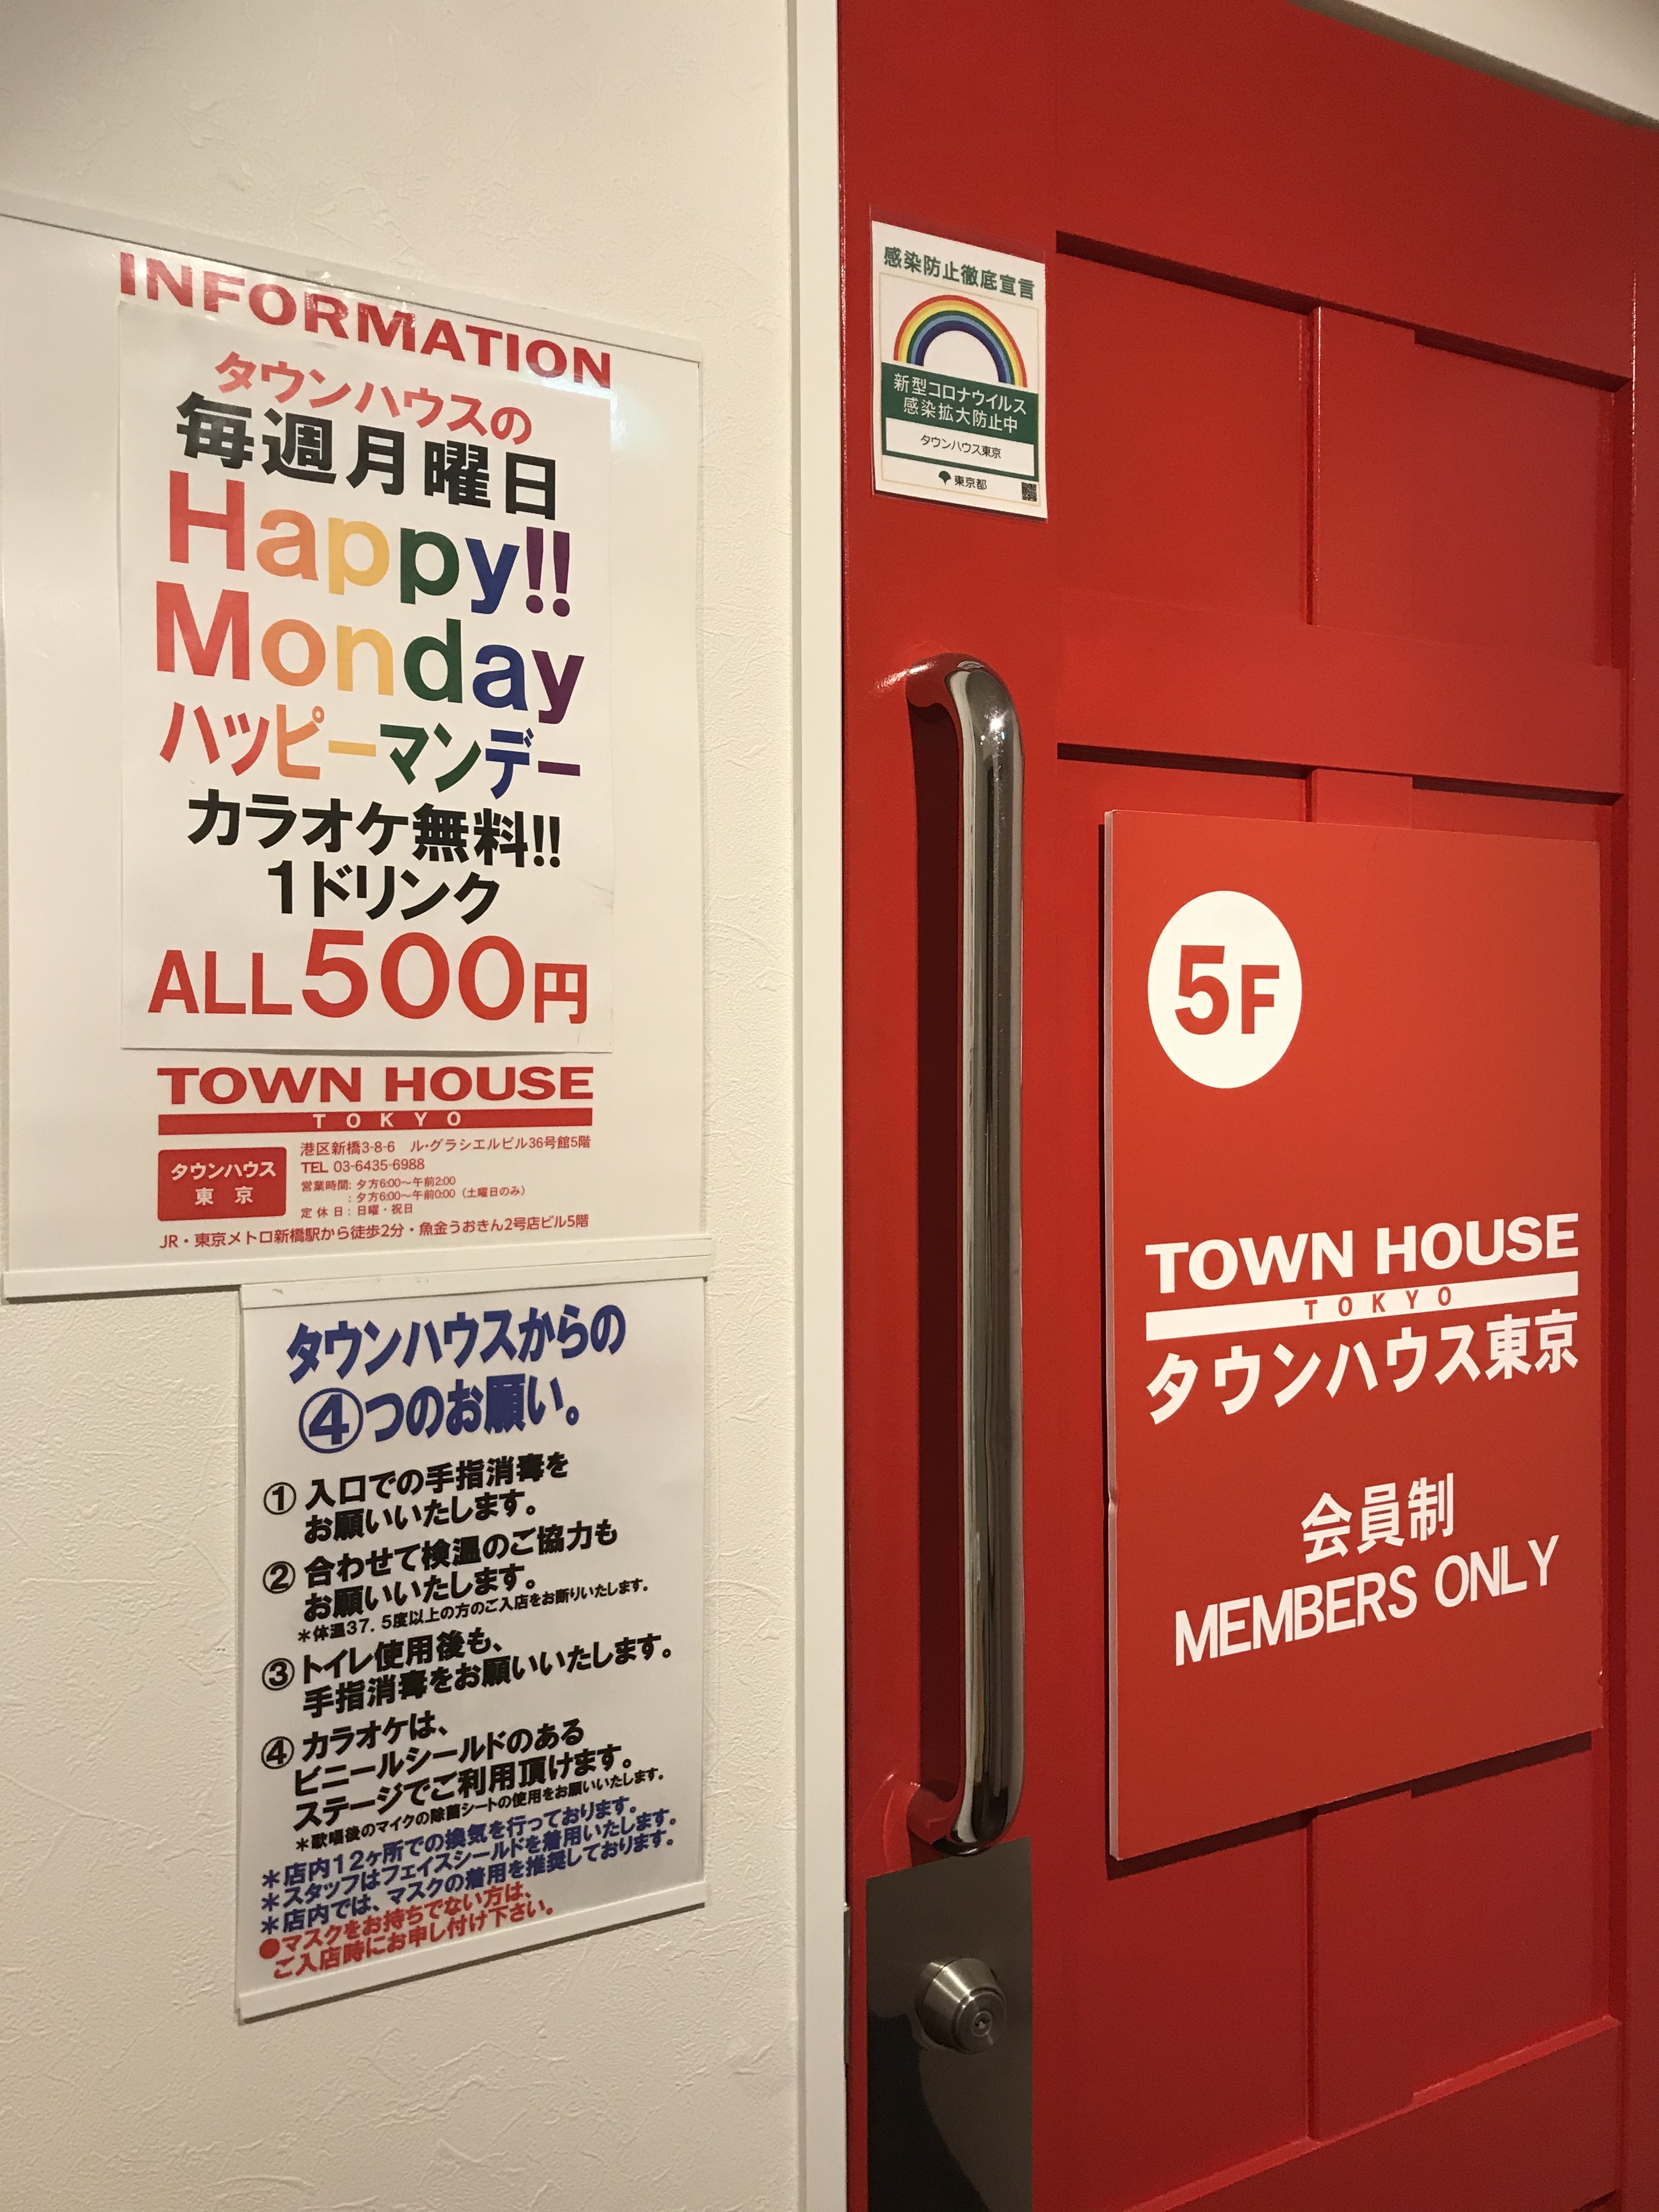 INFORMATION
タウンハウスの
毎週月曜日
Happy!!
Monday
ハッピーマンデー
カラオケ無料!!
1ドリンク
ALL500円
TOWN HOUSE
TOKYO
タウンハウス
東京
港区新橋3-8-6 ル・グラシエルビル36号館5階
TEL 03-6435-6988
営業時間: 夕方6:00～午前2:00
: 夕方6:00～午前0:00（土曜日のみ）
定休日: 日曜・祝日
JR・東京メトロ新橋駅から徒歩2分・魚金うおきん2号店ビル5階
タウンハウスからの
④つのお願い。
① 入口での手指消毒を
お願いいたします。
② 合わせて検温のご協力も
お願いいたします。
＊体温37.5度以上の方のご入店をお断りいたします。
③ トイレ使用後も、
手指消毒をお願いいたします。
④ カラオケは、
ビニールシールドのある
ステージでご利用頂けます。
＊歌唱後のマイクの除菌シートの使用をお願いいたします。
＊店内12ヶ所での換気を行っております。
＊スタッフはフェイスシールドを着用いたします。
＊店内では、マスクの着用を推奨しております。
●マスクをお持ちでない方は、
ご入店時にお申し付け下さい。
感染防止徹底宣言
新型コロナウイルス
感染拡大防止中
タウンハウス東京
東京都
5F
TOWN HOUSE
TOKYO
タウンハウス東京
会員制
MEMBERS ONLY